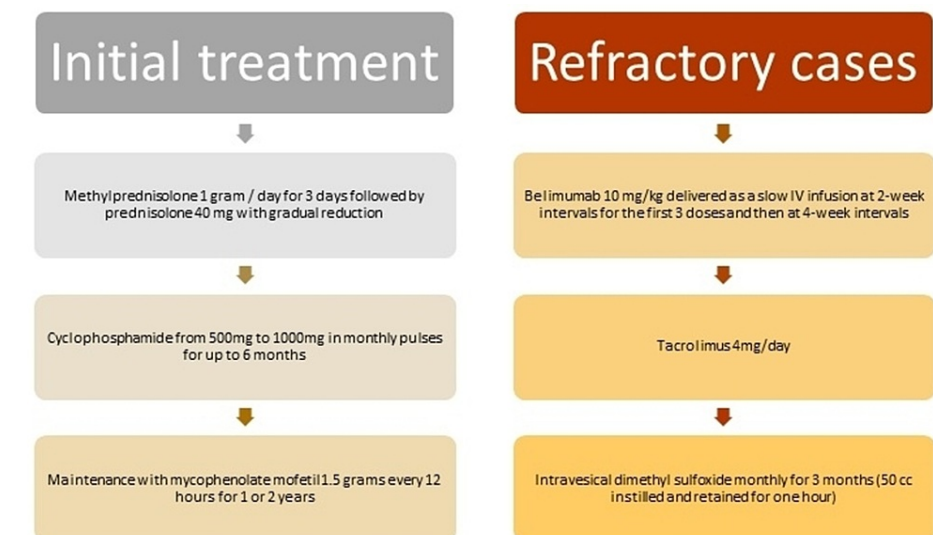 Initial treatment
Methylprednisolone 1 gram / day for 3 days followed by
prednisolone 40 mg with gradual reduction
Cyclophosphamide from 500mg to 1000mg in monthly pulses
for up to 6 months
Maintenance with mycophenolate mofetil 1.5 grams every 12
hours for 1 or 2 years
Refractory cases
Belimumab 10 mg/kg delivered as a slow IV infusion at 2-week
intervals for the first 3 doses and then at 4-week intervals
Tacrolimus 4mg/day
Intravesical dimethyl sulfoxide monthly for 3 months (50 cc
instilled and retained for one hour)